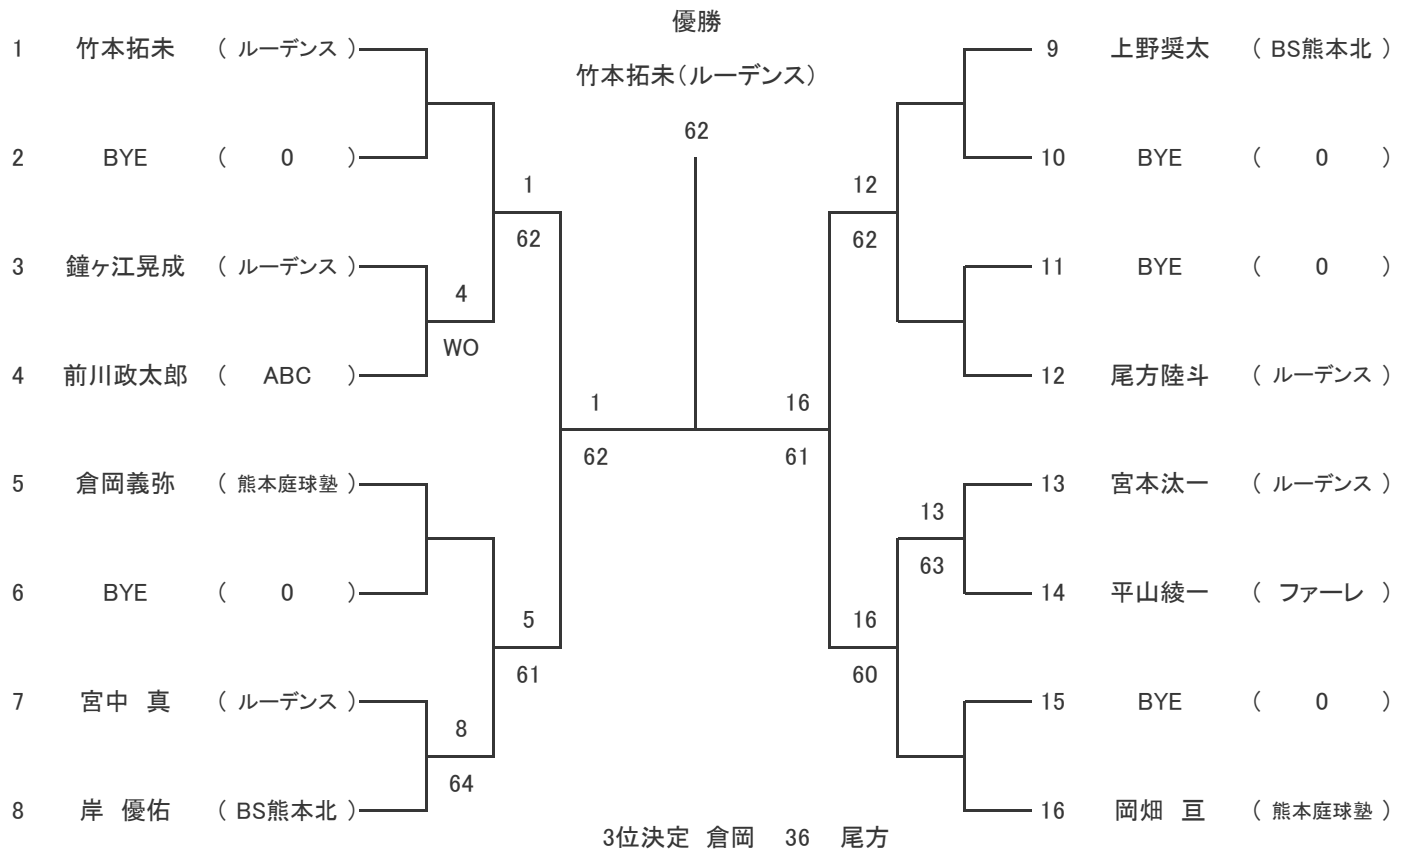 優勝
竹本拓未(ルーデンス)
62
1 竹本拓未 ( ルーデンス )
2 BYE ( 0 )
3 鐘ヶ江晃成 ( ルーデンス )
4 前川政太郎 ( ABC )
5 倉岡義弥 ( 熊本庭球塾 )
6 BYE ( 0 )
7 宮中 真 ( ルーデンス )
8 岸 優佑 ( BS熊本北 )
4
WO
8
64
1
62
5
61
1
62
16
61
12
62
16
60
13
63
9 上野奨太 ( BS熊本北 )
10 BYE ( 0 )
11 BYE ( 0 )
12 尾方陸斗 ( ルーデンス )
13 宮本汰一 ( ルーデンス )
14 平山綾一 ( ファーレ )
15 BYE ( 0 )
16 岡畑 亘 ( 熊本庭球塾 )
3位決定 倉岡 36 尾方